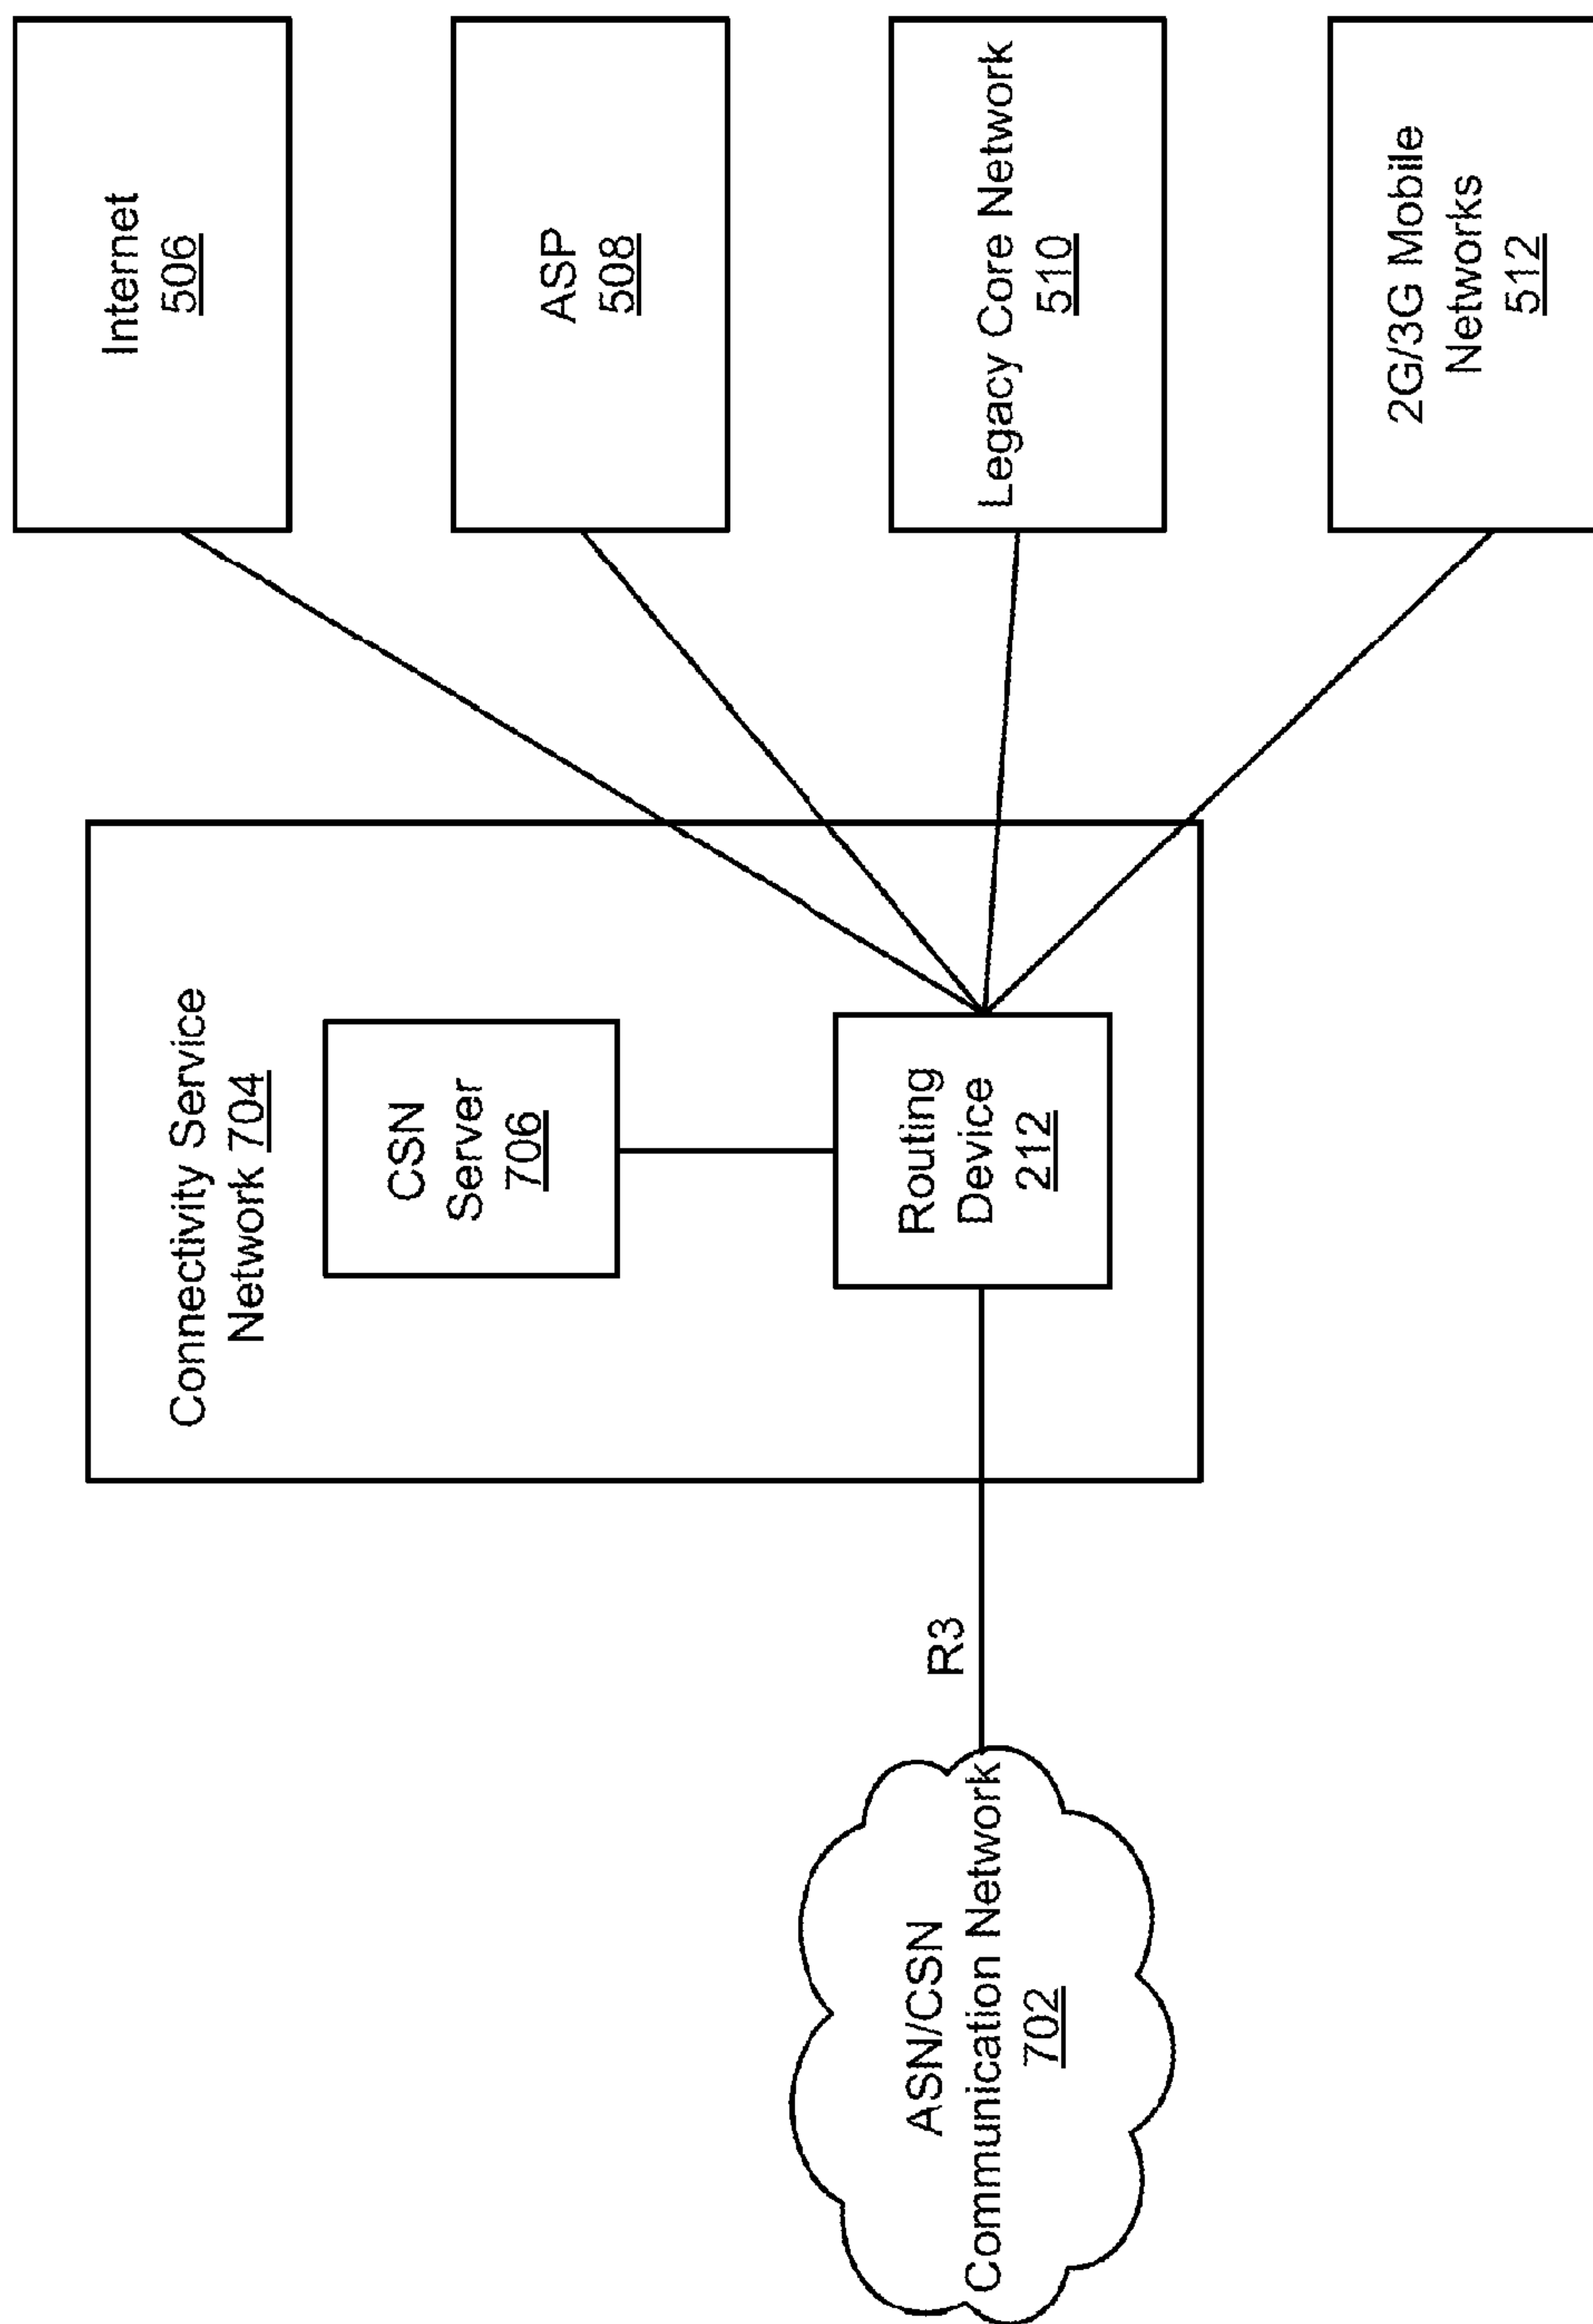 ASN/CSN
Communication Network
702
R3
Connectivity Service
Network 704
CSN
Server
706
Routing
Device
212
Internet
506
ASP
508
Legacy Core Network
510
2G/3G Mobile
Networks
512